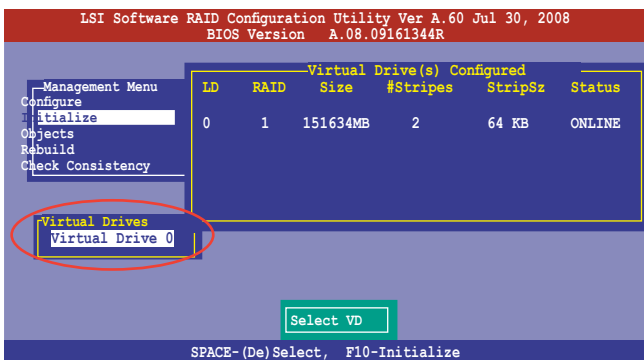 LSI Software RAID Configuration Utility Ver A.60 Jul 30, 2008
BIOS Version A.08.09161344R
Management Menu
Configure
Initialize
Objects
Rebuild
Check Consistency
Virtual Drive(s) Configured
LD RAID Size #Stripes StripSz Status
0 1 151634MB 2 64 KB ONLINE
Virtual Drives
Virtual Drive 0
Select VD
SPACE-(De)Select, F10-Initialize